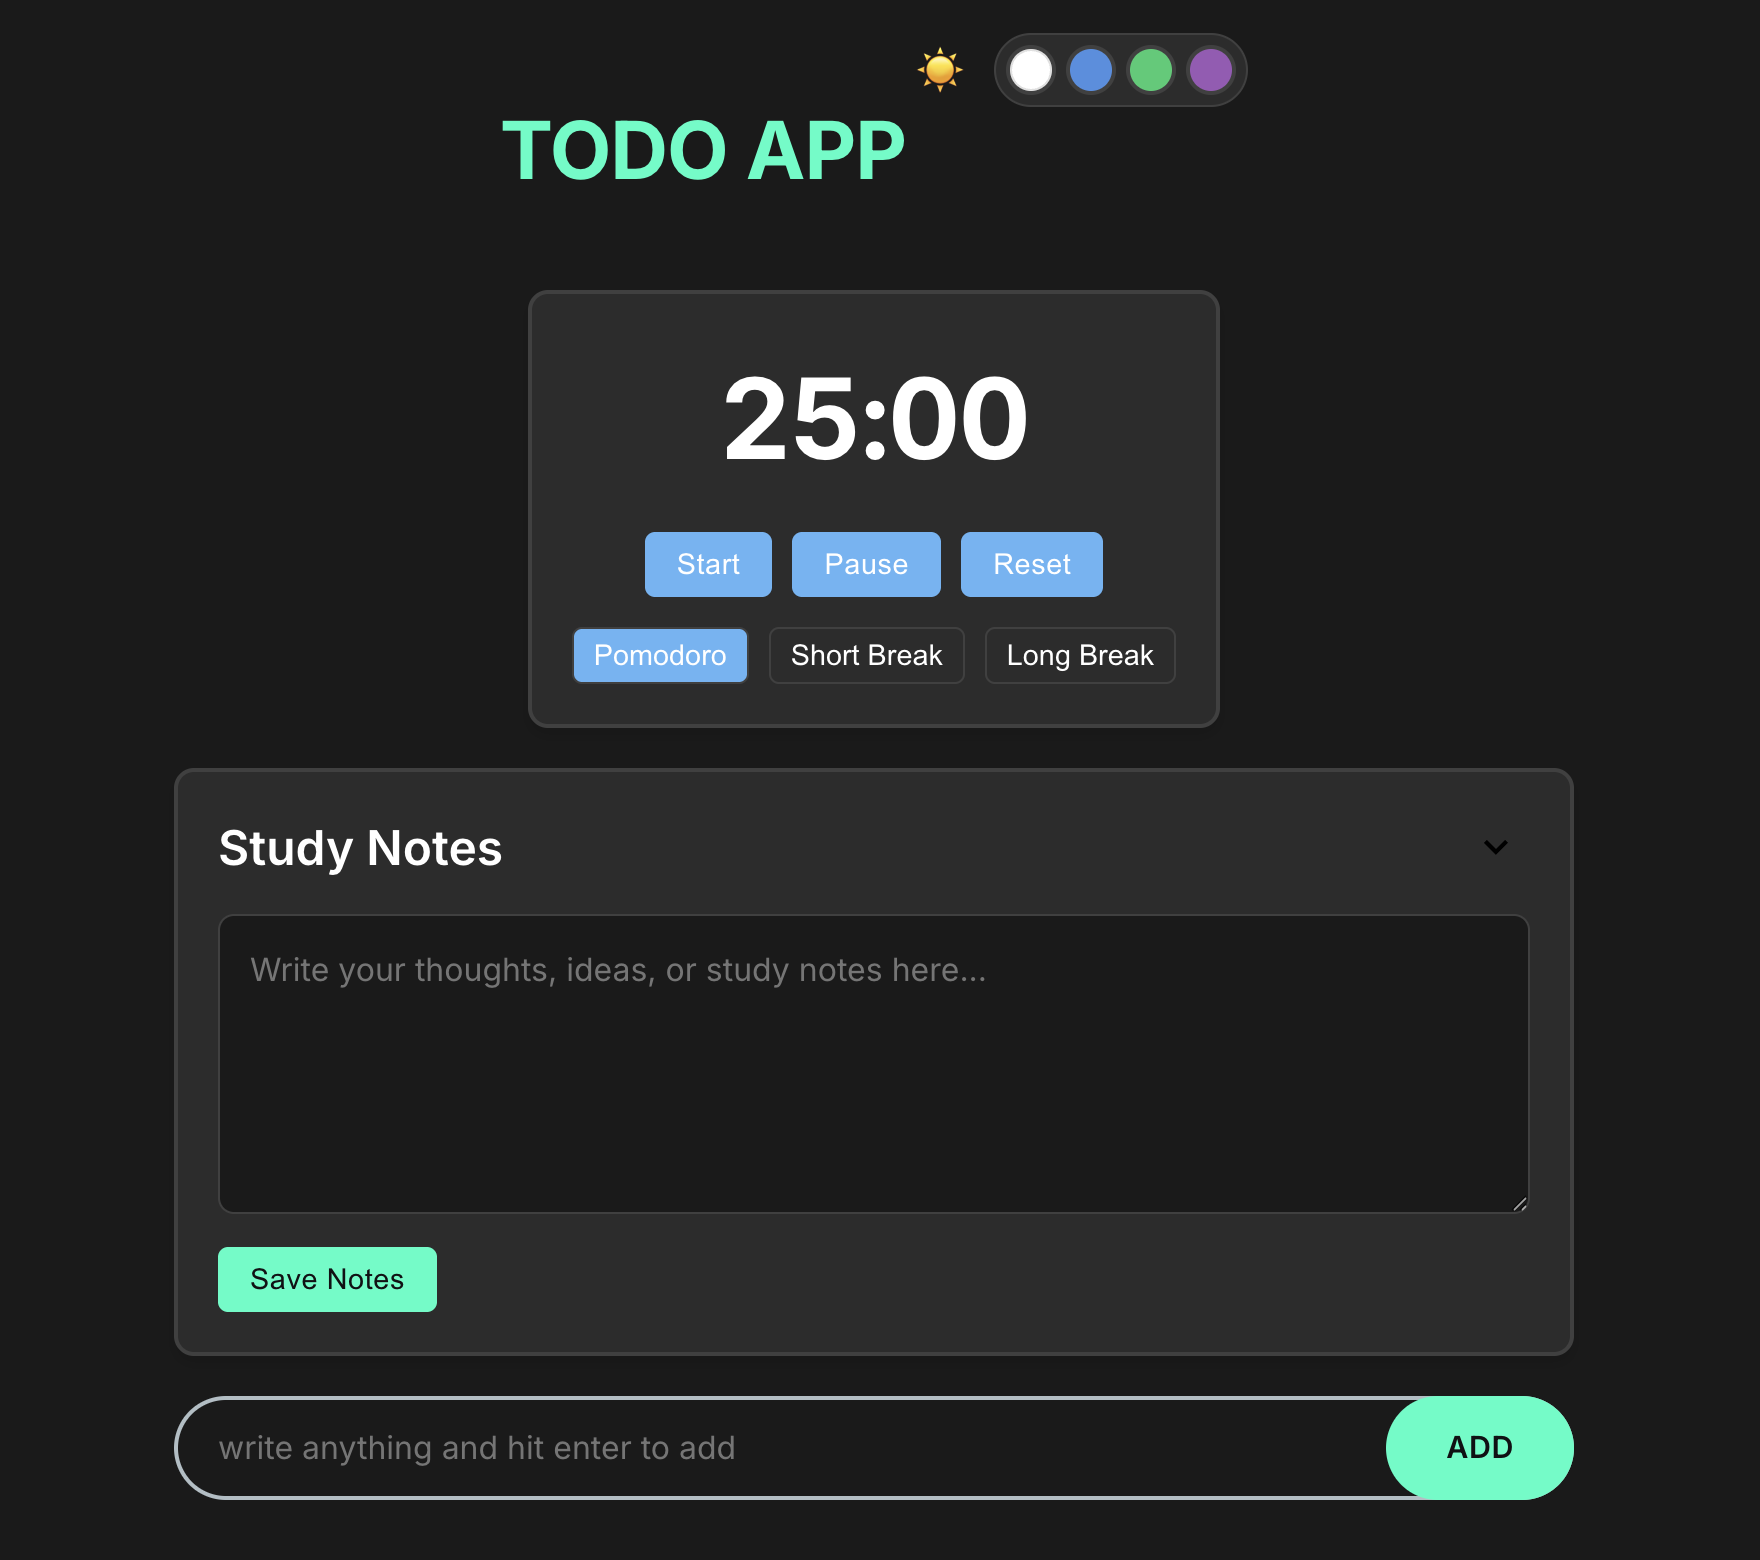 TODO APP
25:00
Start Pause Reset
Pomodoro Short Break Long Break
Study Notes
Write your thoughts, ideas, or study notes here...
Save Notes
write anything and hit enter to add ADD